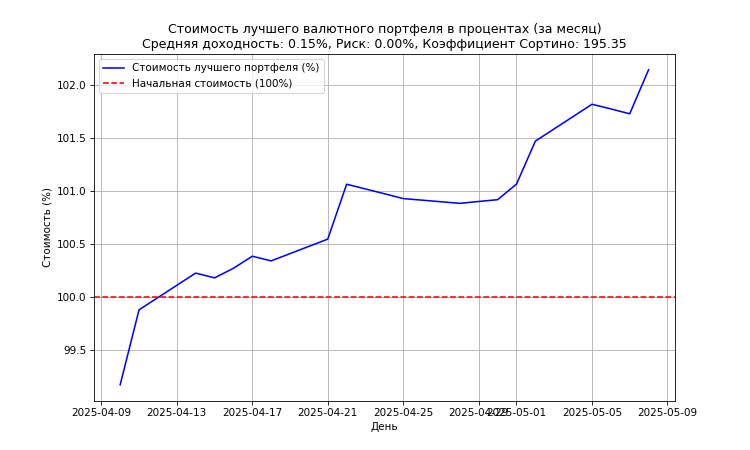 Стоимость лучшего валютного портфеля в процентах (за месяц)
Средняя доходность: 0.15%, Риск: 0.00%, Коэффициент Сортино: 195.35
Стоимость лучшего портфеля (%)
Начальная стоимость (100%)
Стоимость (%)
102.0
101.5
101.0
100.5
100.0
99.5
2025-04-09 2025-04-13 2025-04-17 2025-04-21 2025-04-25 2025-04-29 2025-05-01 2025-05-05 2025-05-09
День